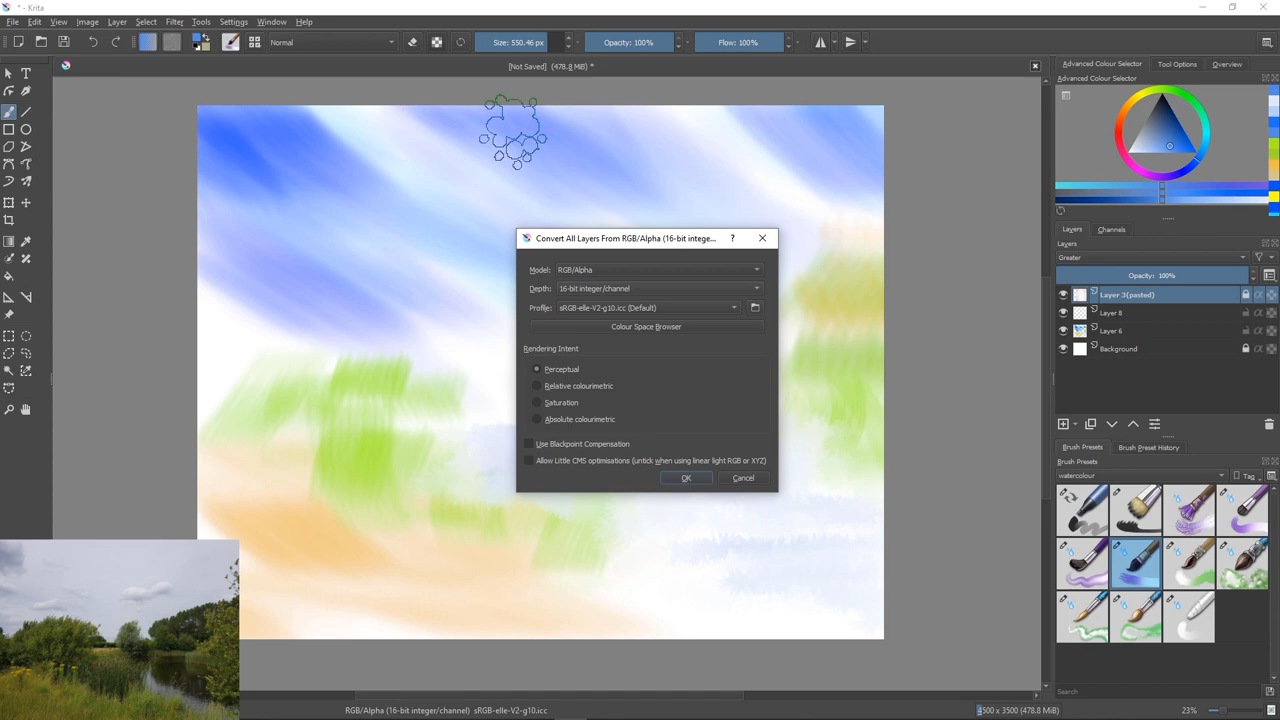 * - Krita
File Edit View Image Layer Select Filter Tools Settings Window Help
Normal Size: 550.46 px Opacity: 100% Flow: 100%
[Not Saved] (478.8 MiB) *
Advanced Colour Selector Tool Options Overview
Advanced Colour Selector
Layers Channels
Layers
Greater
Opacity: 100%
Layer 3(pasted)
Layer 8
Layer 6
Background
Brush Presets Brush Preset History
Brush Presets
watercolour Tag
Search
Convert All Layers From RGB/Alpha (16-bit intege... ?
Model: RGB/Alpha
Depth: 16-bit integer/channel
Profile: sRGB-elle-V2-g10.icc (Default)
Colour Space Browser
Rendering Intent
Perceptual
Relative colourimetric
Saturation
Absolute colourimetric
Use Blackpoint Compensation
Allow Little CMS optimisations (untick when using linear light RGB or XYZ)
OK Cancel
RGB/Alpha (16-bit integer/channel) sRGB-elle-V2-g10.icc 4500 x 3500 (478.8 MiB) 23%